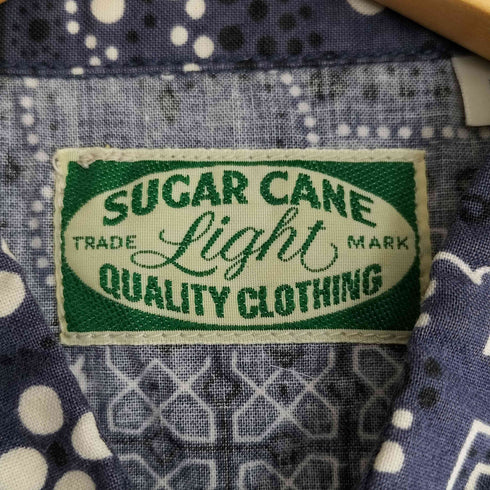 SUGAR CANE
TRADE Light MARK
QUALITY CLOTHING